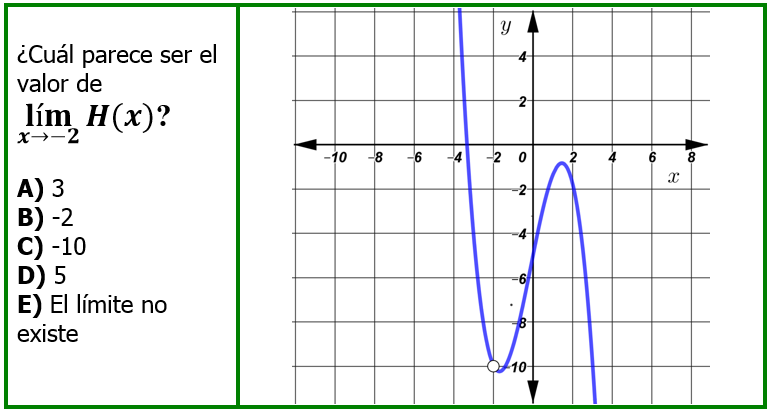 ¿Cuál parece ser el
valor de
lím H(x)?
x→−2
A) 3
B) -2
C) -10
D) 5
E) El límite no
existe
y
4
2
−10 −8 −6 −4 −2 0 2 4 6 8
x
−2
−4
−6
−8
−10